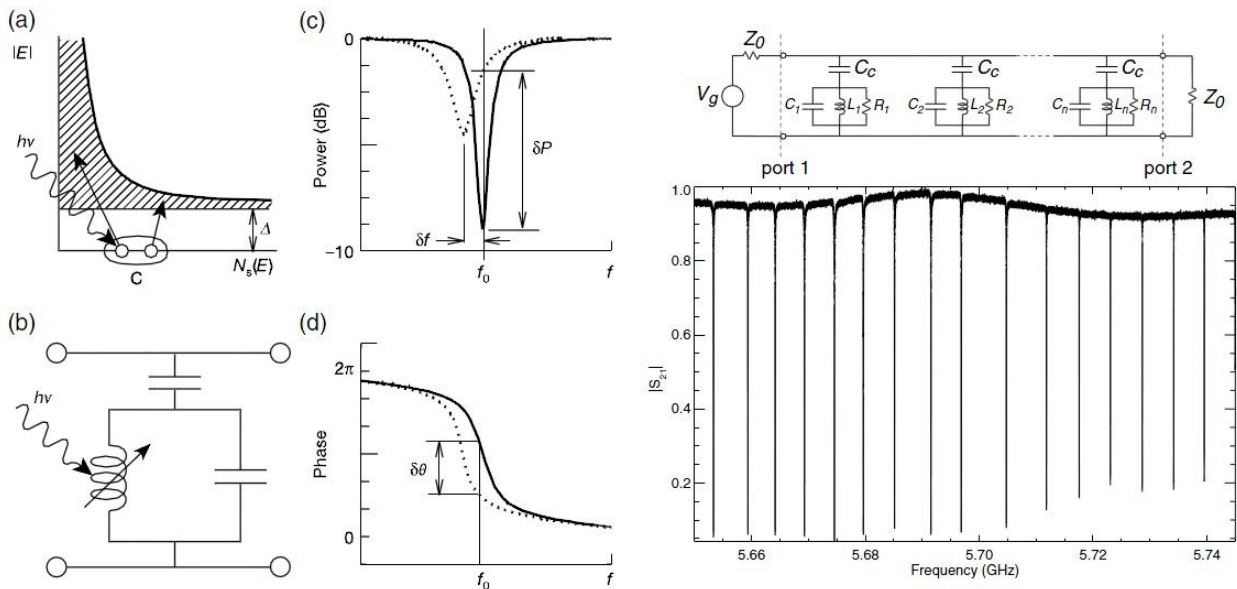 (a)
|E|
hν
Δ
N_s(E)
C
(b)
hν
(c)
0
Power (dB)
−10
δP
δf
f_0
f
(d)
2π
Phase
0
δθ
f_0
f
Z_0
V_g
C_c
C_c
C_c
C_1
L_1
R_1
C_2
L_2
R_2
C_n
L_n
R_n
Z_0
port 1
port 2
1.0
0.8
0.6
0.4
0.2
|S_21|
5.66
5.68
5.70
5.72
5.74
Frequency (GHz)